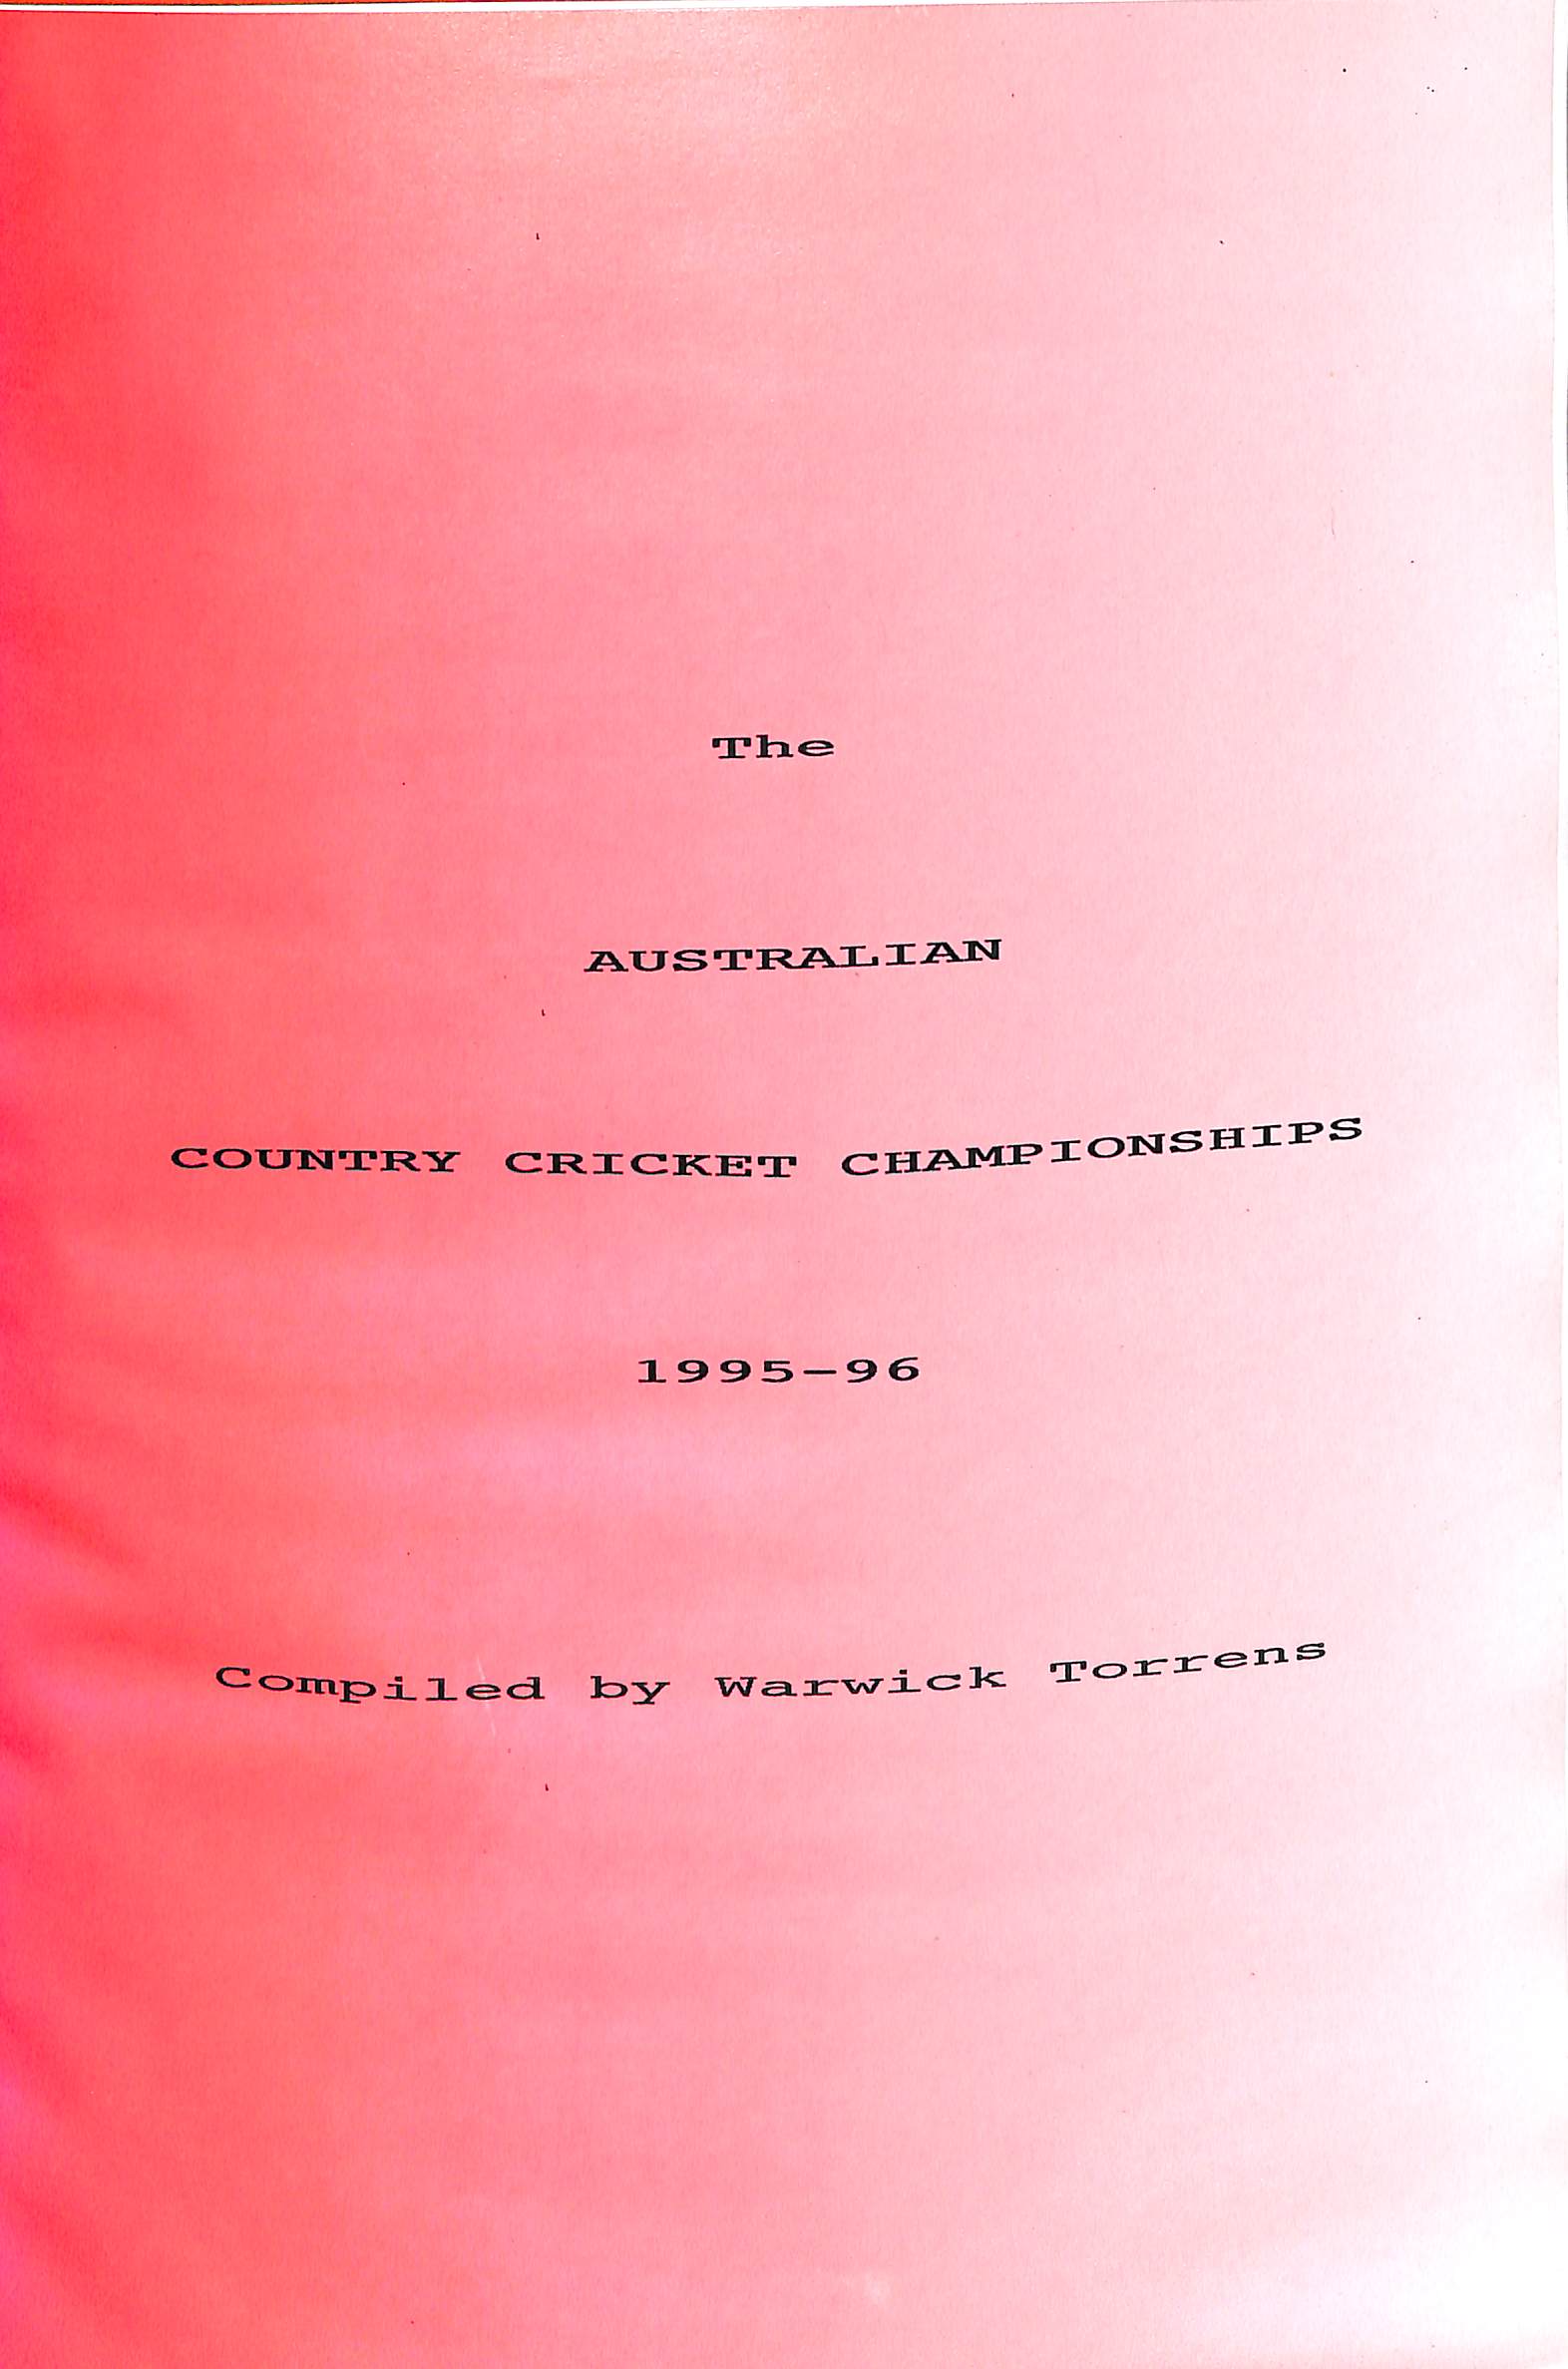 The
AUSTRALIAN
COUNTRY CRICKET CHAMPIONSHIPS
1995-96
Compiled by Warwick Torrens